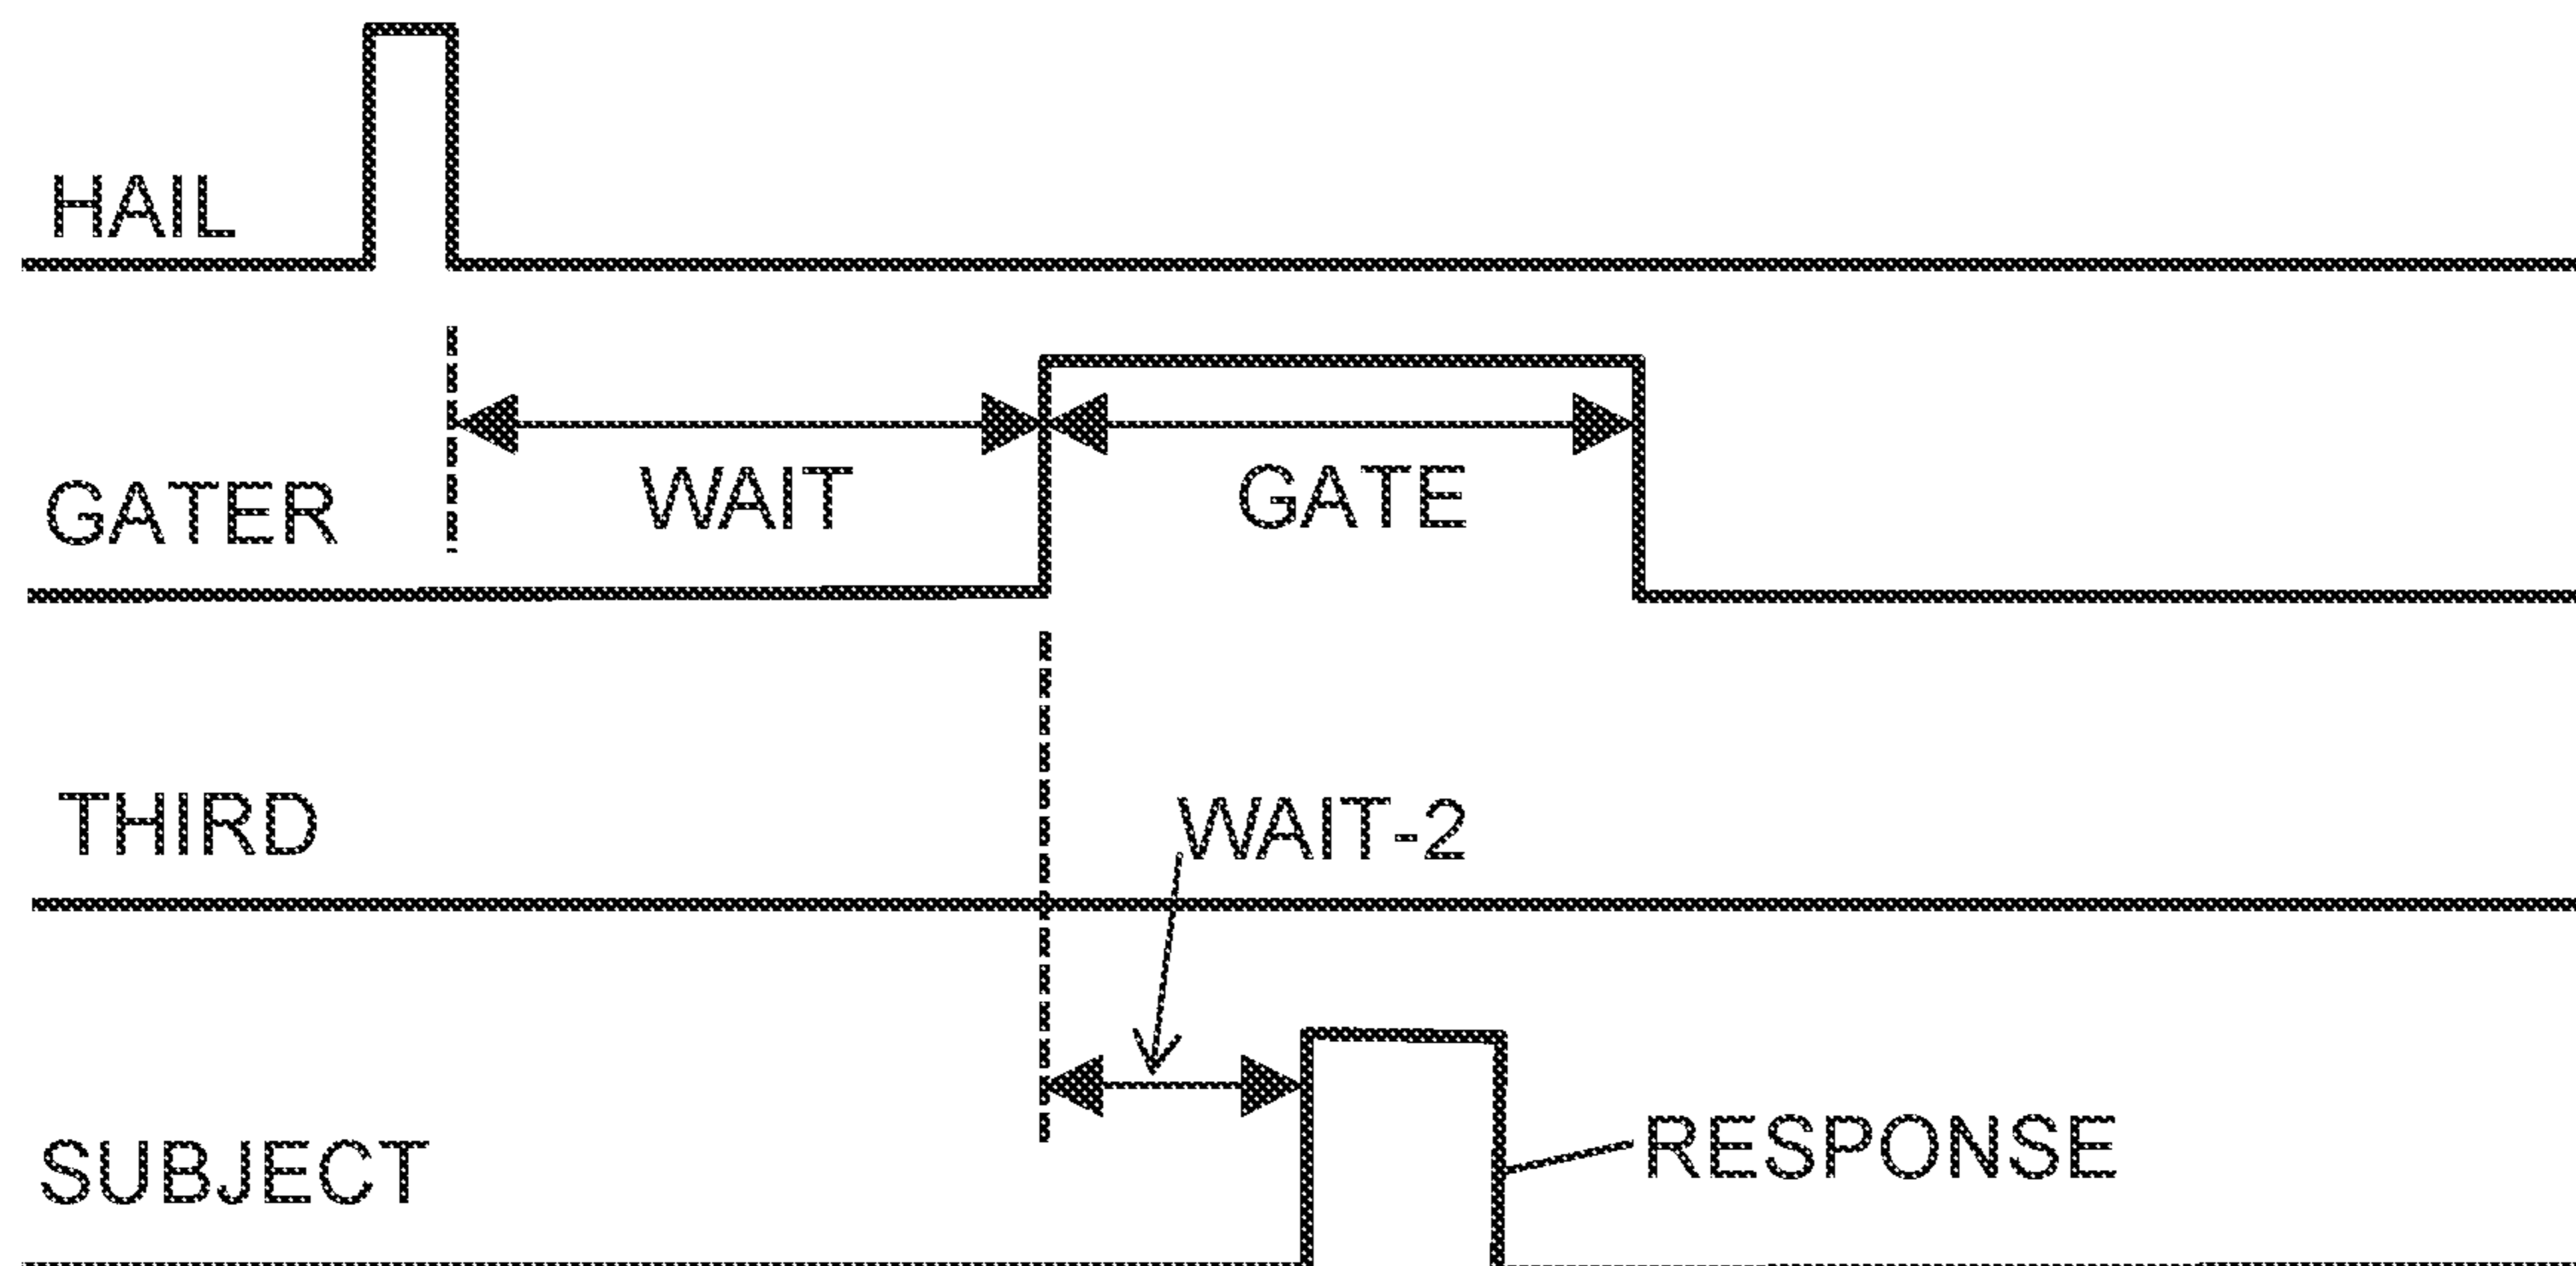 HAIL
GATER
WAIT
GATE
THIRD
WAIT-2
SUBJECT
RESPONSE